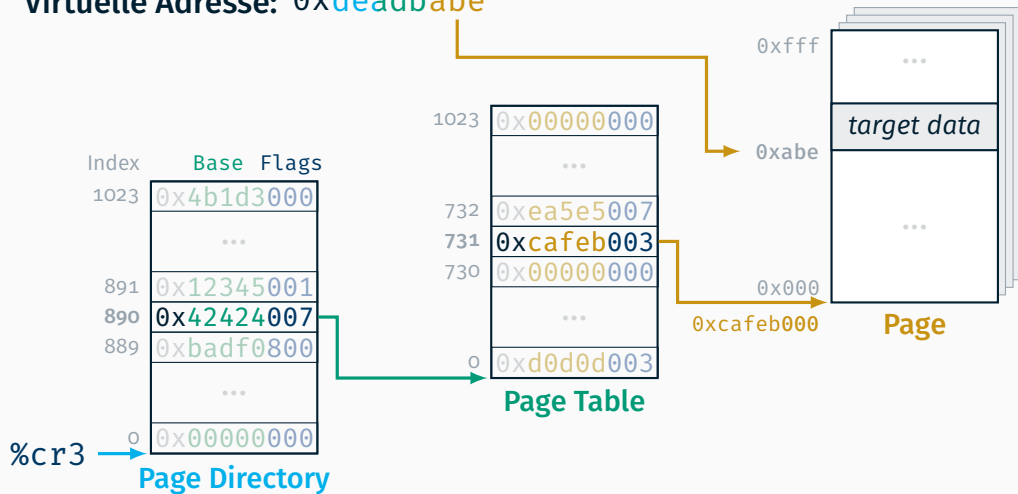 Virtuelle Adresse: 0xdeadbabe
Index Base Flags
1023 0x4b1d3000
...
891 0x12345001
890 0x42424007
889 0xbadf0800
...
0 0x00000000
%cr3
Page Directory
1023 0x00000000
...
732 0xea5e5007
731 0xcafeb003
730 0x00000000
...
0 0xd0d0d003
Page Table
0xfff
...
target data
0xabe
...
0x000
0xcafeb000
Page